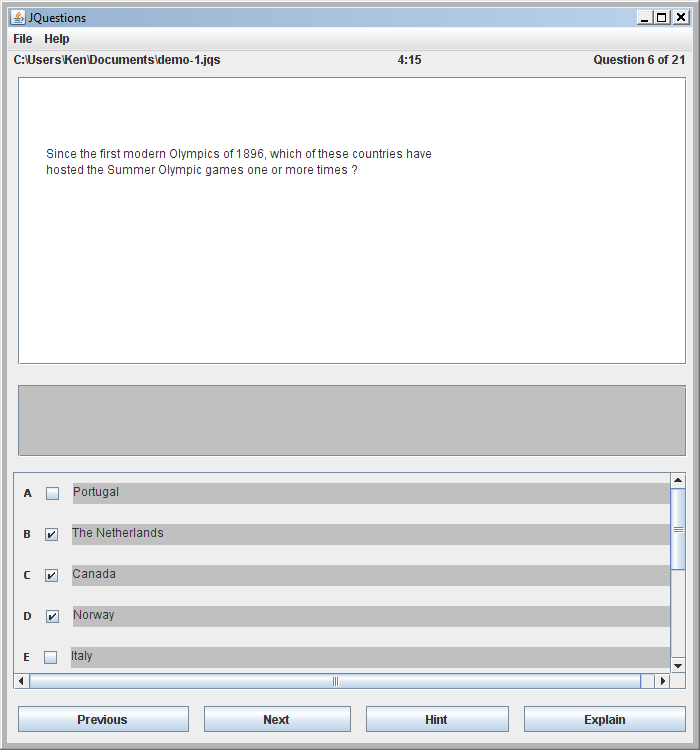 JQuestions
File Help
C:\Users\Ken\Documents\demo-1.jqs 4:15 Question 6 of 21
Since the first modern Olympics of 1896, which of these countries have
hosted the Summer Olympic games one or more times ?
A Portugal
B The Netherlands
C Canada
D Norway
E Italy
Previous Next Hint Explain